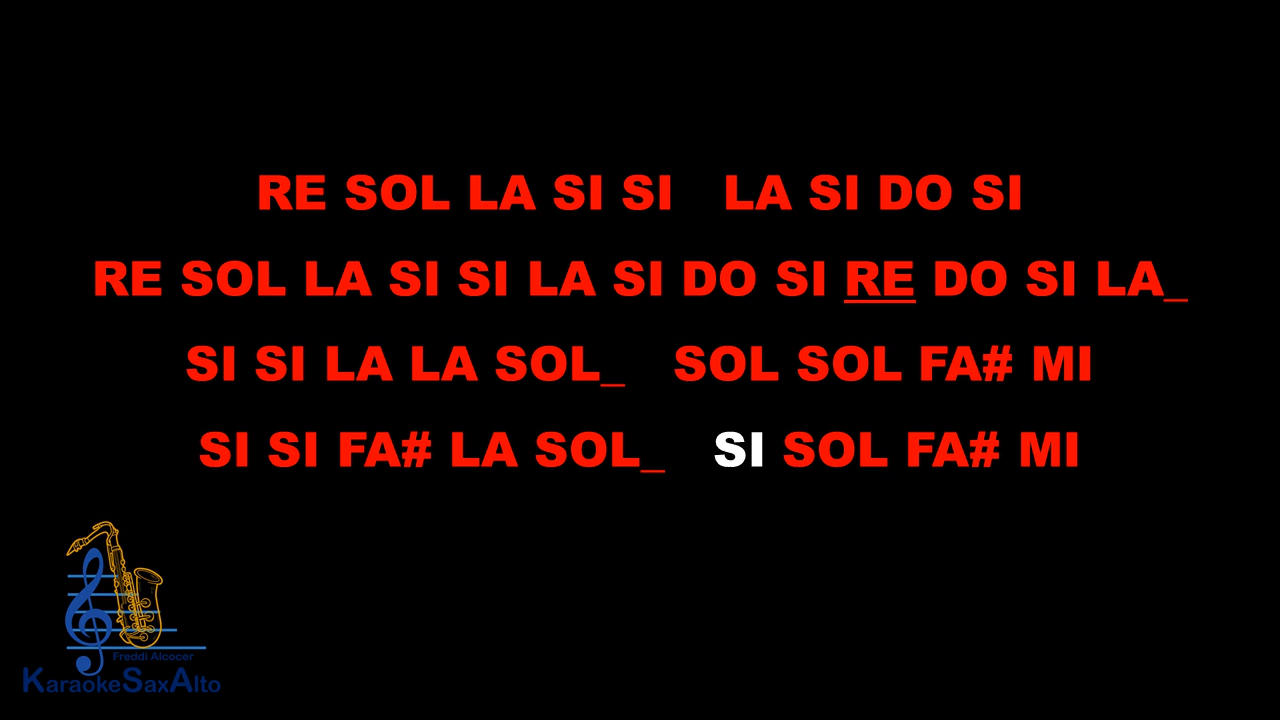 RE SOL LA SI SI LA SI DO SI
RE SOL LA SI SI LA SI DO SI RE DO SI LA_
SI SI LA LA SOL_ SOL SOL FA# MI
SI SI FA# LA SOL_ SI SOL FA# MI
Freddi Alcocer
KaraokeSaxAlto